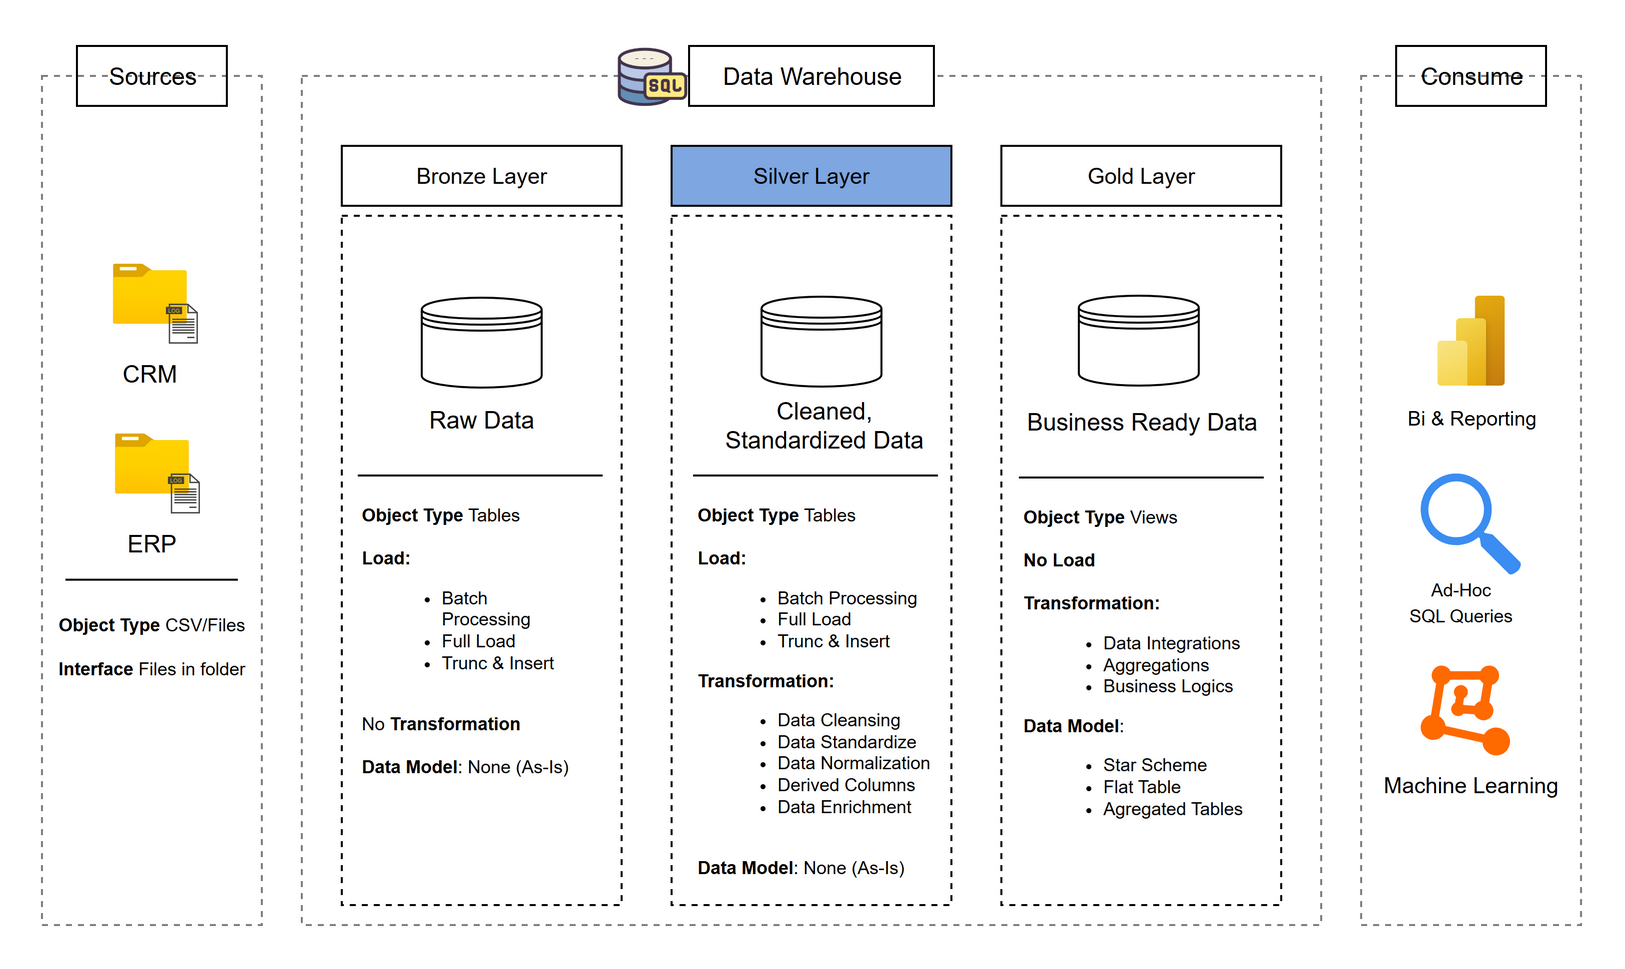 Sources
CRM
ERP
Object Type CSV/Files
Interface Files in folder
SQL
Data Warehouse
Bronze Layer
Raw Data
Object Type Tables
Load:
• Batch
Processing
• Full Load
• Trunc & Insert
No Transformation
Data Model: None (As-Is)
Silver Layer
Cleaned,
Standardized Data
Object Type Tables
Load:
• Batch Processing
• Full Load
• Trunc & Insert
Transformation:
• Data Cleansing
• Data Standardize
• Data Normalization
• Derived Columns
• Data Enrichment
Data Model: None (As-Is)
Gold Layer
Business Ready Data
Object Type Views
No Load
Transformation:
• Data Integrations
• Aggregations
• Business Logics
Data Model:
• Star Scheme
• Flat Table
• Agregated Tables
Consume
Bi & Reporting
Ad-Hoc
SQL Queries
Machine Learning
LOG
LOG